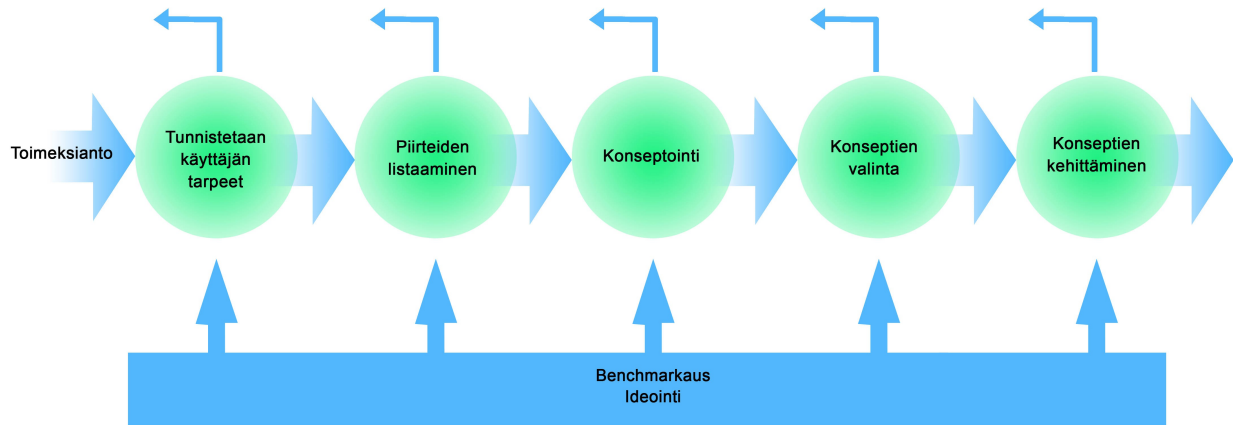 Toimeksianto
Tunnistetaan
käyttäjän
tarpeet
Piirteiden
listaaminen
Konseptointi
Konseptien
valinta
Konseptien
kehittäminen
Benchmarkaus
Ideointi